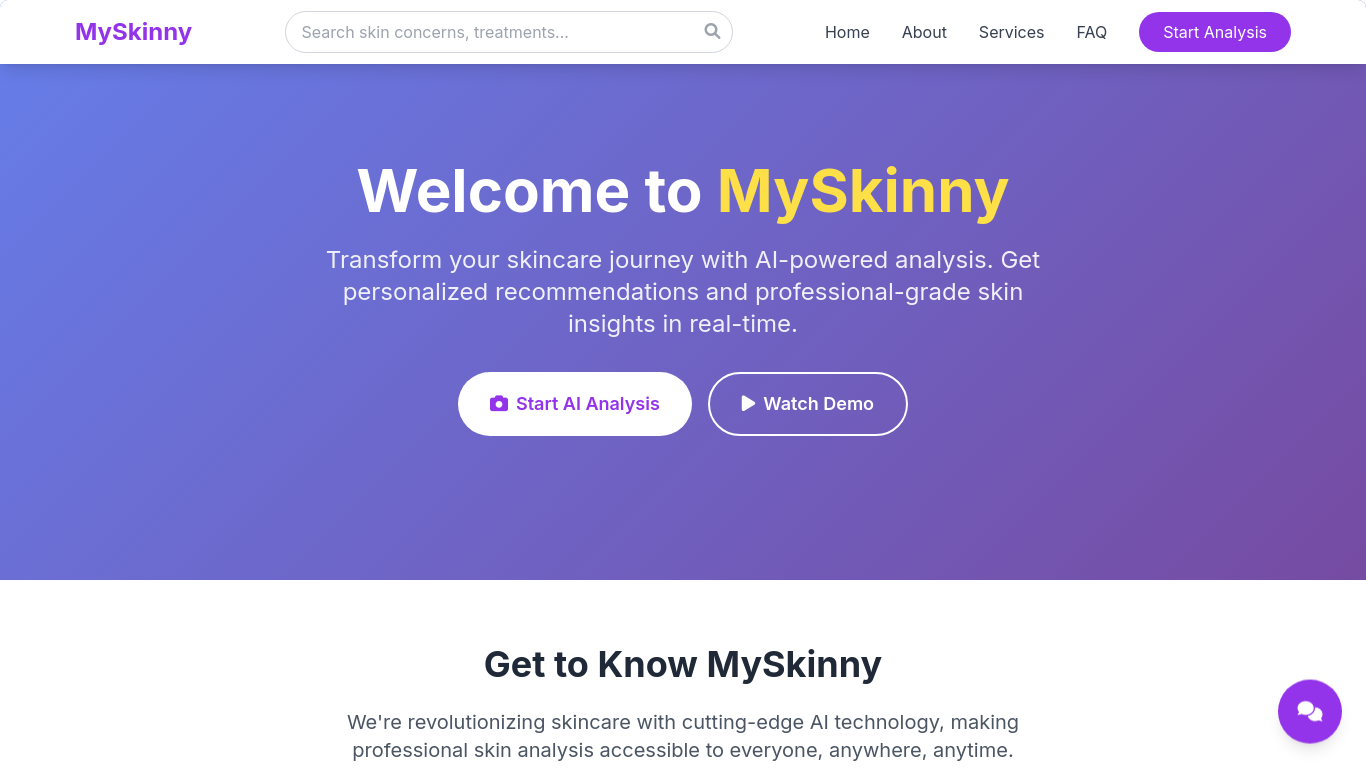 MySkinny
Search skin concerns, treatments...
Home
About
Services
FAQ
Start Analysis
Welcome to MySkinny
Transform your skincare journey with AI-powered analysis. Get
personalized recommendations and professional-grade skin
insights in real-time.
Start AI Analysis
Watch Demo
Get to Know MySkinny
We're revolutionizing skincare with cutting-edge AI technology, making
professional skin analysis accessible to everyone, anywhere, anytime.